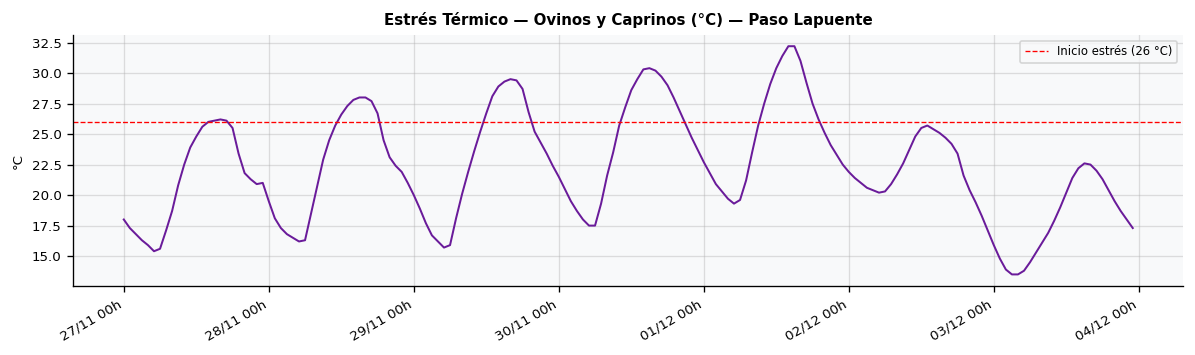 Estrés Térmico — Ovinos y Caprinos (°C) — Paso Lapuente
Inicio estrés (26 °C)
°C
32.5
30.0
27.5
25.0
22.5
20.0
17.5
15.0
27/11 00h
28/11 00h
29/11 00h
30/11 00h
01/12 00h
02/12 00h
03/12 00h
04/12 00h